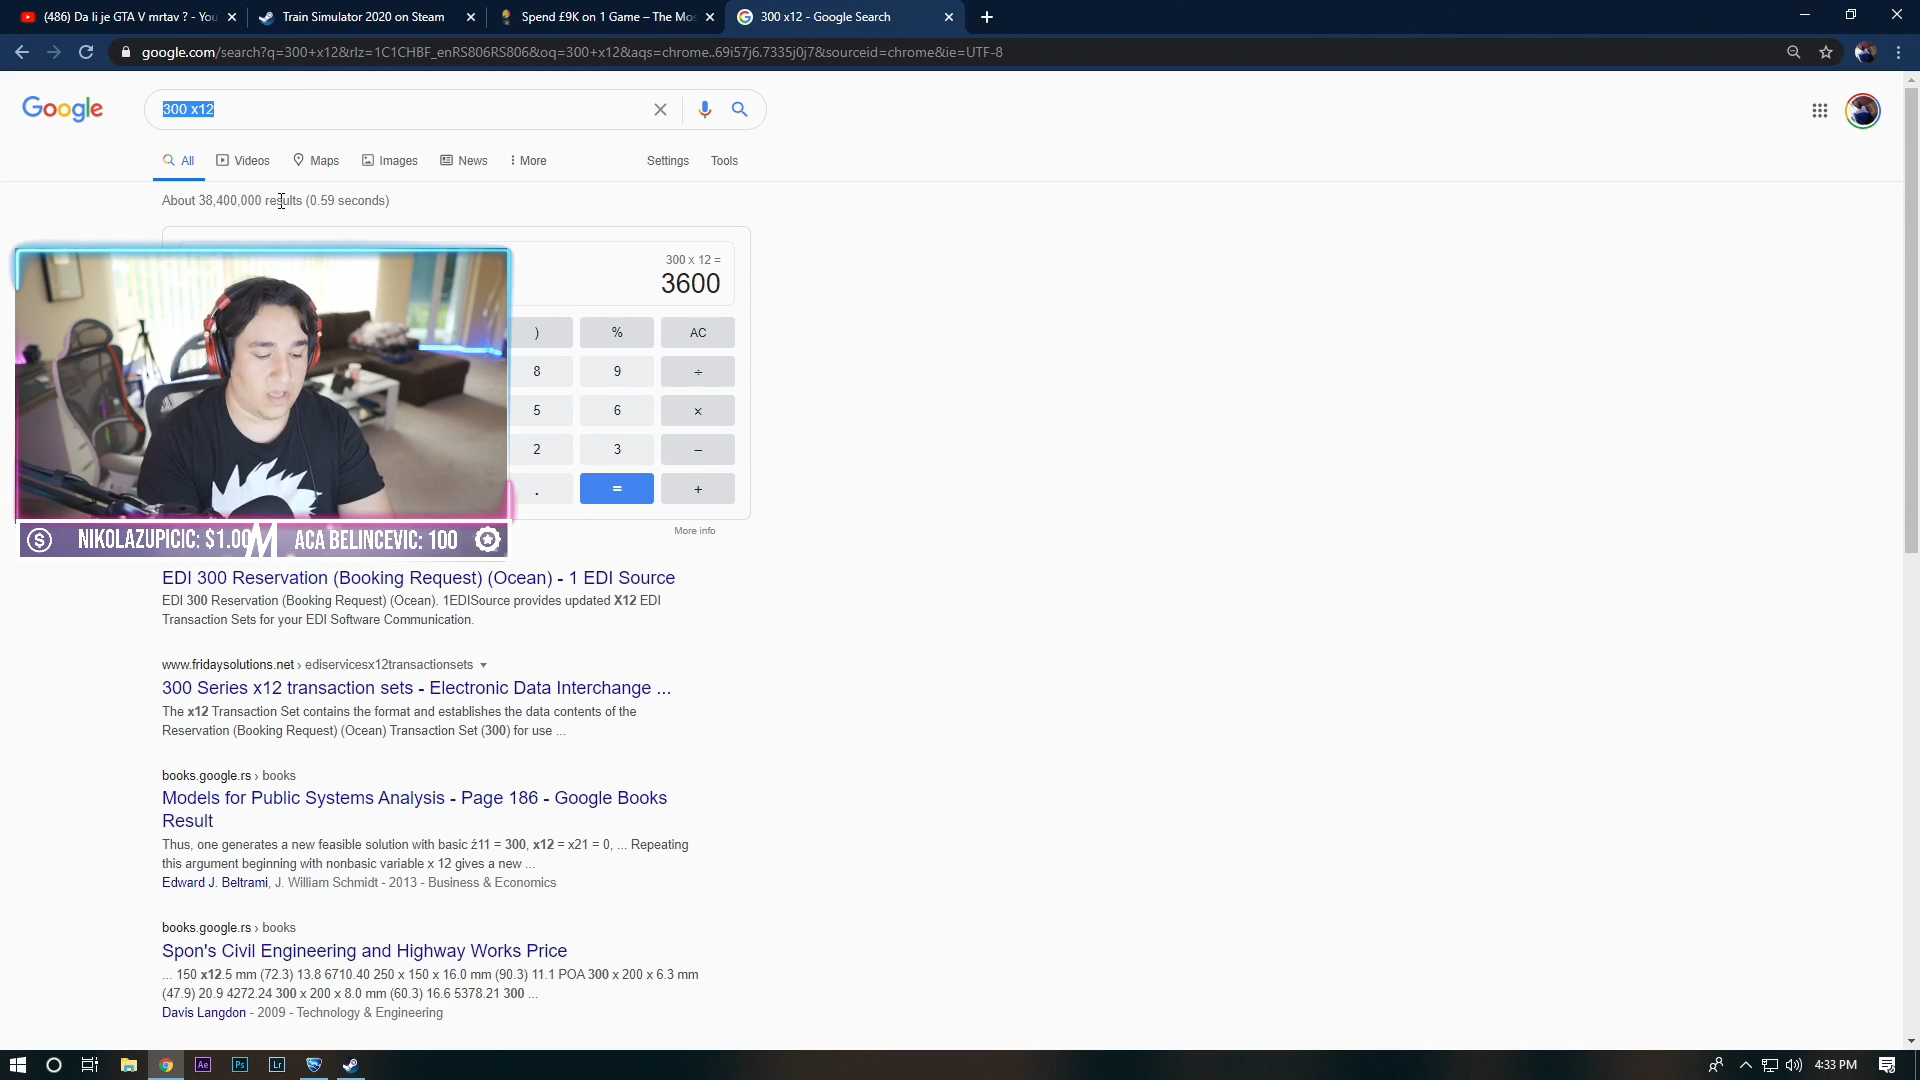 (486) Da li je GTA V mrtav ? - You
Train Simulator 2020 on Steam
Spend £9K on 1 Game – The Mos
300 x12 - Google Search
google.com/search?q=300+x12&rlz=1C1CHBF_enRS806RS806&oq=300+x12&aqs=chrome..69i57j6.7335j0j7&sourceid=chrome&ie=UTF-8
Google
300 x12
All
Videos
Maps
Images
News
More
Settings
Tools
About 38,400,000 results (0.59 seconds)
300 x 12 =
3600
) % AC
8 9 ÷
5 6 ×
2 3 −
. = +
NIKOLAZUPICIC: $1.00 ACA BELINCEVIC: 100
More info
EDI 300 Reservation (Booking Request) (Ocean) - 1 EDI Source
EDI 300 Reservation (Booking Request) (Ocean). 1EDISource provides updated X12 EDI
Transaction Sets for your EDI Software Communication.
www.fridaysolutions.net › ediservicesx12transactionsets
300 Series x12 transaction sets - Electronic Data Interchange ...
The x12 Transaction Set contains the format and establishes the data contents of the
Reservation (Booking Request) (Ocean) Transaction Set (300) for use ...
books.google.rs › books
Models for Public Systems Analysis - Page 186 - Google Books
Result
Thus, one generates a new feasible solution with basic ź11 = 300, x12 = x21 = 0, ... Repeating
this argument beginning with nonbasic variable x 12 gives a new ...
Edward J. Beltrami, J. William Schmidt - 2013 - Business & Economics
books.google.rs › books
Spon's Civil Engineering and Highway Works Price
... 150 x12.5 mm (72.3) 13.8 6710.40 250 x 150 x 16.0 mm (90.3) 11.1 POA 300 x 200 x 6.3 mm
(47.9) 20.9 4272.24 300 x 200 x 8.0 mm (60.3) 16.6 5378.21 300 ...
Davis Langdon - 2009 - Technology & Engineering
Ae
Ps
Lr
4:33 PM